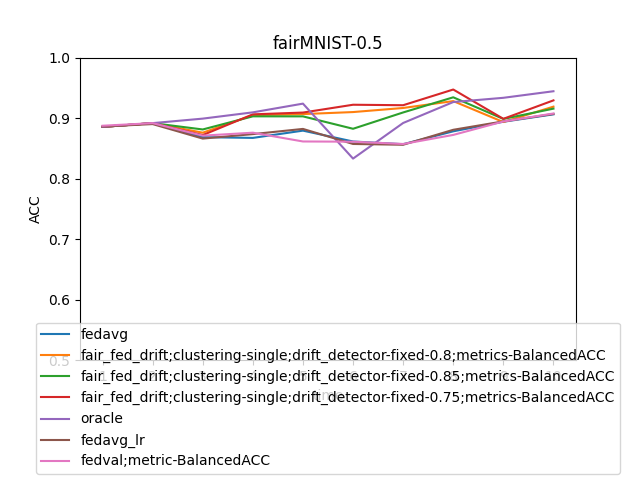 fairMNIST-0.5
1.0
0.9
0.8
0.7
0.6
0.5
ACC
fedavg
fair_fed_drift;clustering-single;drift_detector-fixed-0.8;metrics-BalancedACC
fair_fed_drift;clustering-single;drift_detector-fixed-0.85;metrics-BalancedACC
fair_fed_drift;clustering-single;drift_detector-fixed-0.75;metrics-BalancedACC
oracle
fedavg_lr
fedval;metric-BalancedACC